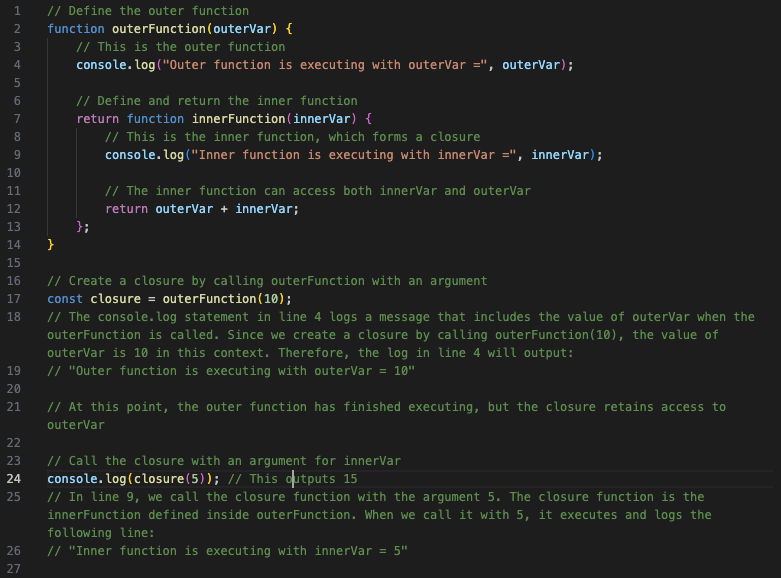 1 // Define the outer function
2 function outerFunction(outerVar) {
3 // This is the outer function
4 console.log("Outer function is executing with outerVar =", outerVar);
5
6 // Define and return the inner function
7 return function innerFunction(innerVar) {
8 // This is the inner function, which forms a closure
9 console.log("Inner function is executing with innerVar =", innerVar);
10
11 // The inner function can access both innerVar and outerVar
12 return outerVar + innerVar;
13 };
14 }
15
16 // Create a closure by calling outerFunction with an argument
17 const closure = outerFunction(10);
18 // The console.log statement in line 4 logs a message that includes the value of outerVar when the
outerFunction is called. Since we create a closure by calling outerFunction(10), the value of
outerVar is 10 in this context. Therefore, the log in line 4 will output:
19 // "Outer function is executing with outerVar = 10"
20
21 // At this point, the outer function has finished executing, but the closure retains access to
outerVar
22
23 // Call the closure with an argument for innerVar
24 console.log(closure(5)); // This outputs 15
25 // In line 9, we call the closure function with the argument 5. The closure function is the
innerFunction defined inside outerFunction. When we call it with 5, it executes and logs the
following line:
26 // "Inner function is executing with innerVar = 5"
27